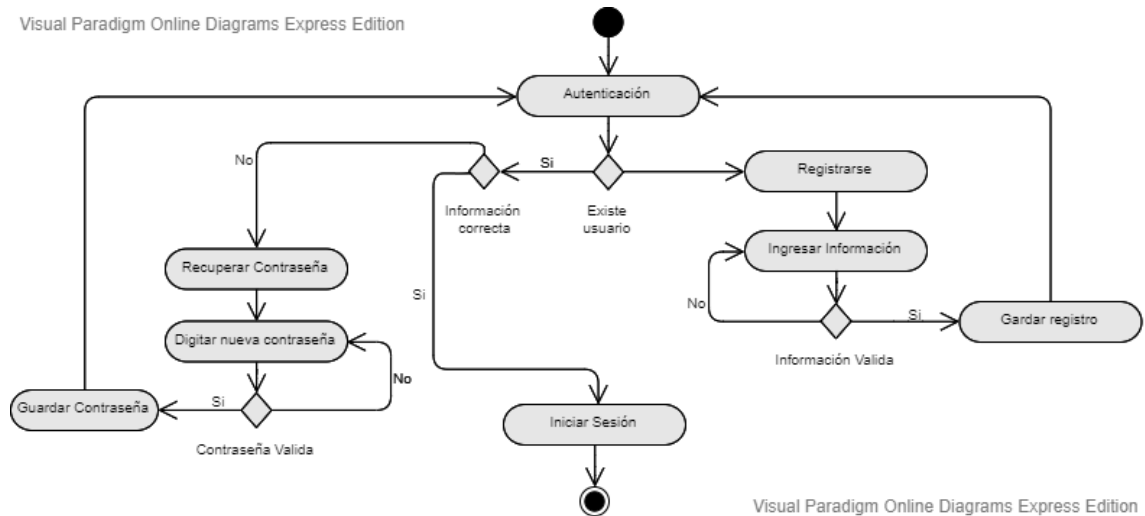 Visual Paradigm Online Diagrams Express Edition
Autenticación
No
Si
Registrarse
Información
correcta
Existe
usuario
Ingresar Información
Recuperar Contraseña
Si
No
Si
Gardar registro
Digitar nueva contraseña
Información Valida
No
Guardar Contraseña
Si
Iniciar Sesión
Contraseña Valida
Visual Paradigm Online Diagrams Express Edition